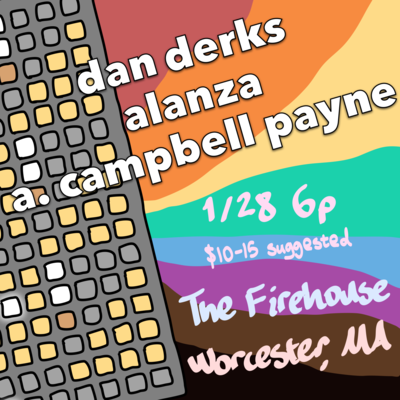 dan derks
alanza
a. campbell payne
1/28 6p
$10-15 suggested
The Firehouse
Worcester, MA